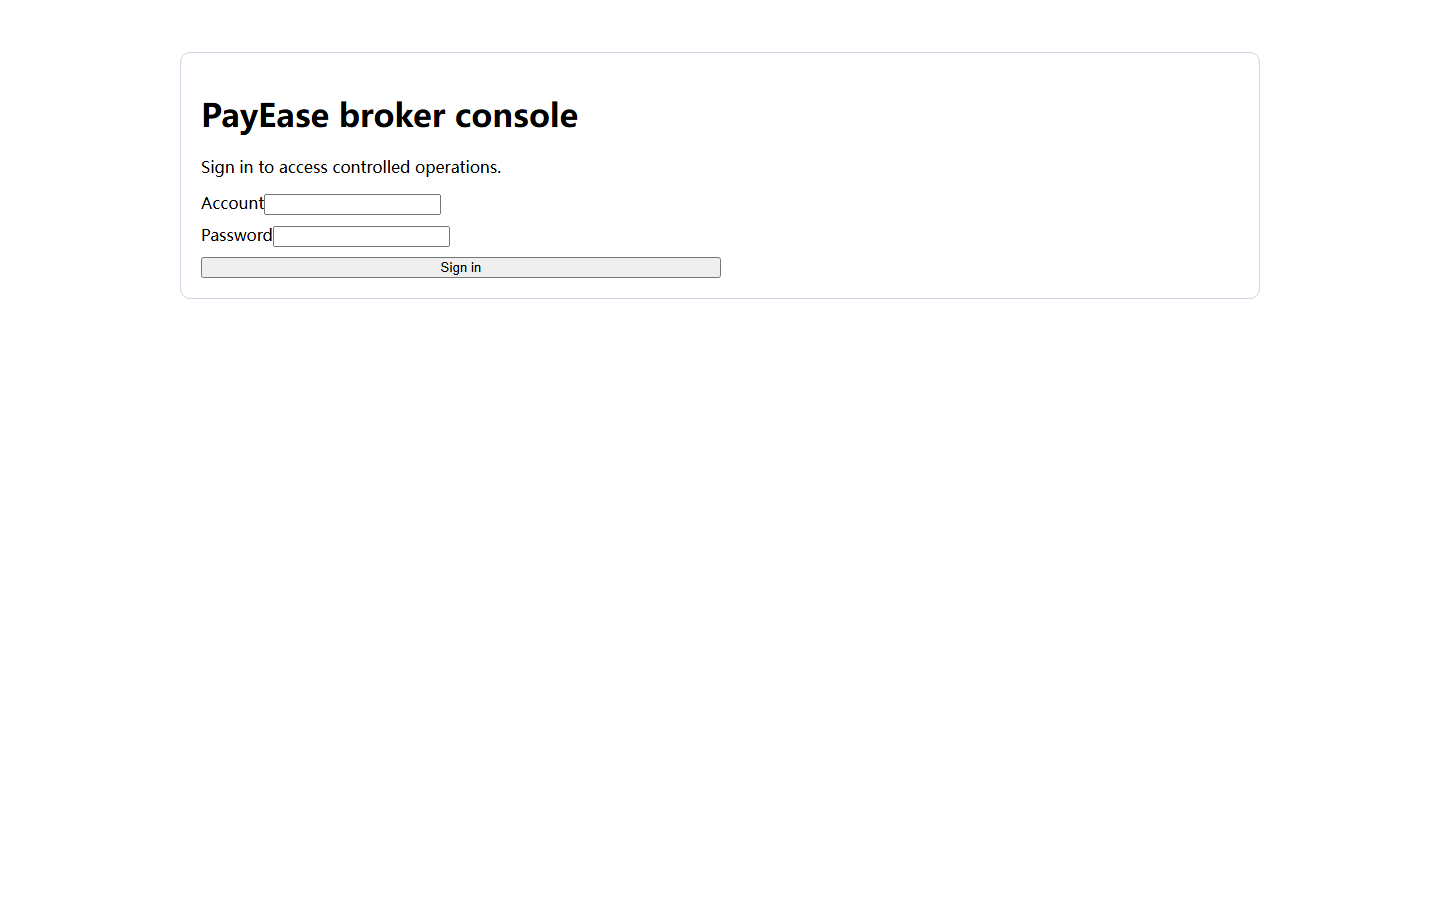 PayEase broker console
Sign in to access controlled operations.
Account
Password
Sign in